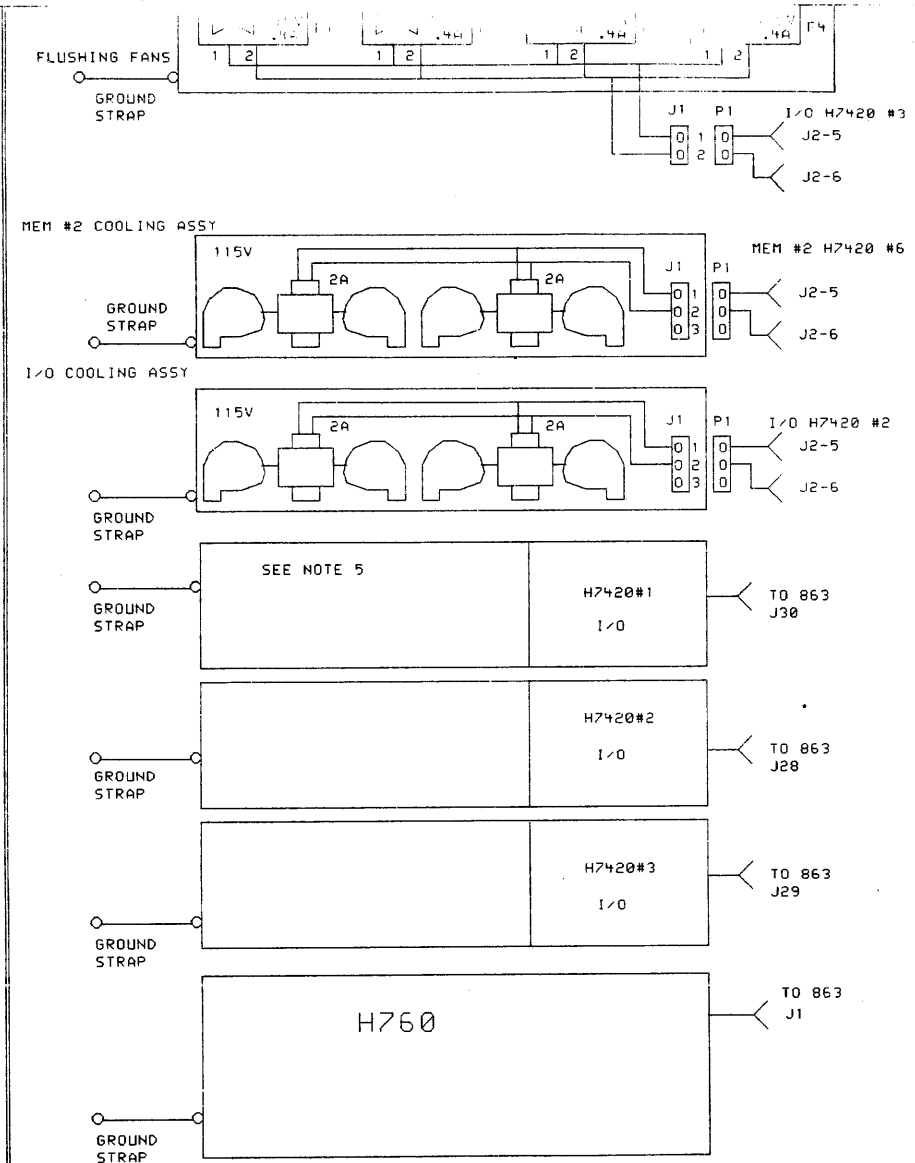 .4A .4A .4A .4A F4
1 2 1 2 1 2 1 2
FLUSHING FANS
GROUND
STRAP
J1 P1 I/O H7420 #3
1 J2-5
2
J2-6
MEM #2 COOLING ASSY
115V
2A 2A
J1 P1
MEM #2 H7420 #6
1 J2-5
2
3 J2-6
GROUND
STRAP
I/O COOLING ASSY
115V
2A 2A
J1 P1 I/O H7420 #2
1 J2-5
2
3 J2-6
GROUND
STRAP
SEE NOTE 5
H7420#1
I/O
TO 863
J30
GROUND
STRAP
H7420#2
I/O
TO 863
J28
GROUND
STRAP
H7420#3
I/O
TO 863
J29
GROUND
STRAP
H760
TO 863
J1
GROUND
STRAP